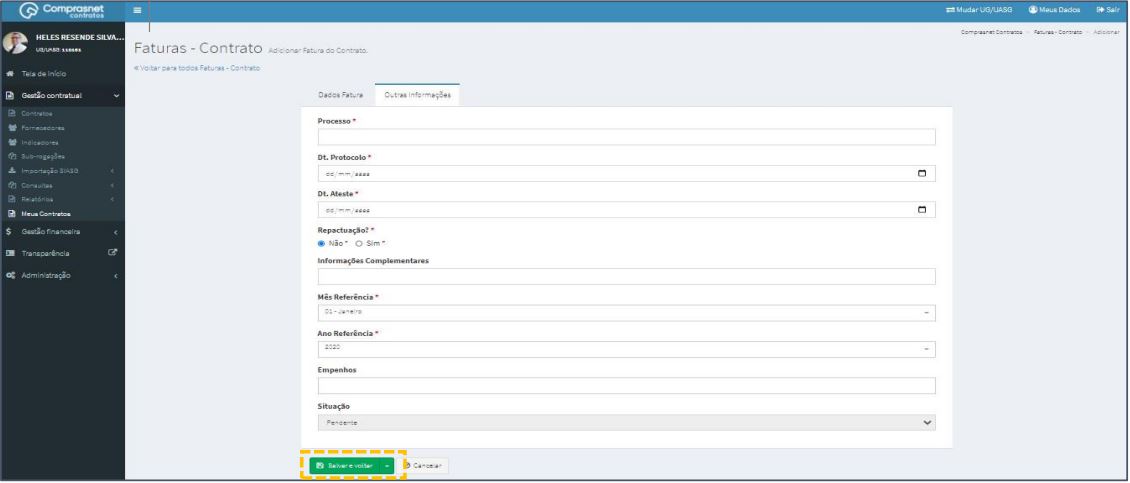 Comprasnet
contratos
Mudar UG/UASG
Meus Dados
Sair
HELES RESENDE SILVA...
UG/UASG: 110161
Comprasnet Contratos
Faturas - Contrato
Adicionar
Faturas - Contrato Adicionar Fatura do Contrato.
« Voltar para todos Faturas - Contrato
Tela de Início
Gestão contratual
Contratos
Fornecedores
Indicadores
Sub-rogações
Importação SIASG
Consultas
Relatórios
Meus Contratos
Gestão financeira
Transparência
Administração
Dados Fatura
Outras Informações
Processo *
Dt. Protocolo *
dd/mm/aaaa
Dt. Ateste *
dd/mm/aaaa
Repactuação? *
Não * Sim *
Informações Complementares
Mês Referência *
01 - Janeiro
Ano Referência *
2020
Empenhos
Situação
Pendente
Salvar e voltar
Cancelar